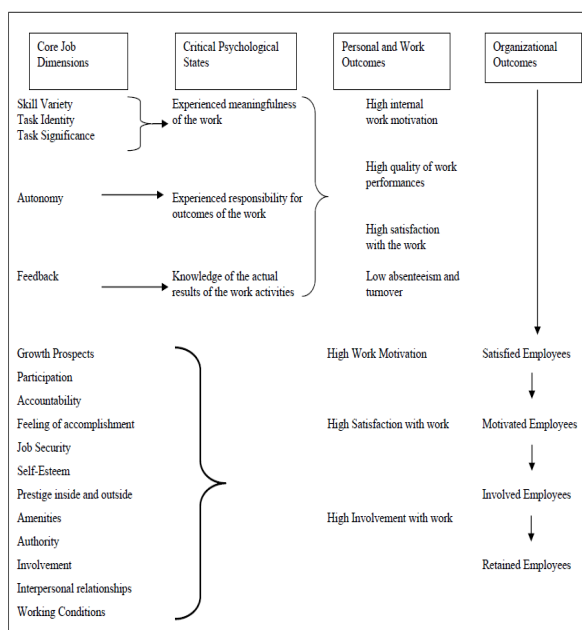 Core Job
Dimensions
Critical Psychological
States
Personal and Work
Outcomes
Organizational
Outcomes
Skill Variety
Task Identity
Task Significance
Experienced meaningfulness
of the work
High internal
work motivation
High quality of work
performances
Autonomy
Experienced responsibility for
outcomes of the work
High satisfaction
with the work
Feedback
Knowledge of the actual
results of the work activities
Low absenteeism and
turnover
Growth Prospects
High Work Motivation
Satisfied Employees
Participation
Accountability
Feeling of accomplishment
High Satisfaction with work
Motivated Employees
Job Security
Self-Esteem
Prestige inside and outside
Involved Employees
Amenities
High Involvement with work
Authority
Involvement
Retained Employees
Interpersonal relationships
Working Conditions